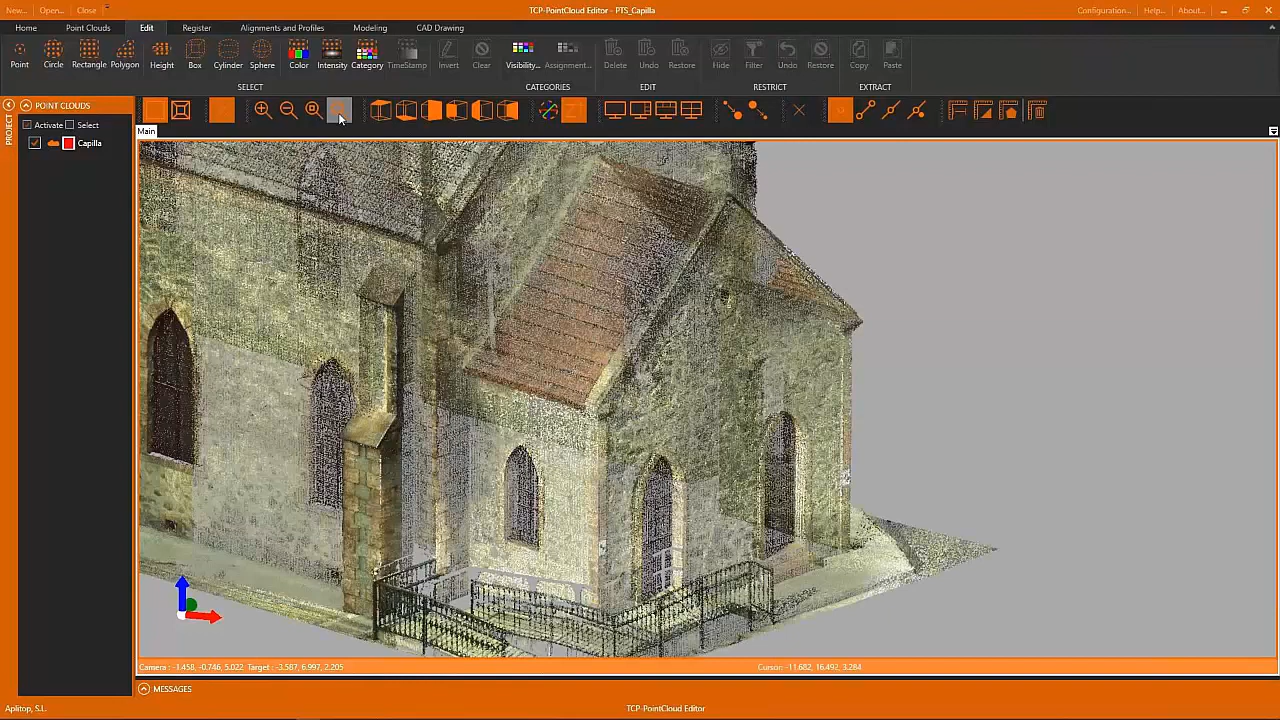 New... Open... Close TCP-PointCloud Editor - PTS_Capilla Configuration... Help... About...
Home Point Clouds Edit Register Alignments and Profiles Modeling CAD Drawing
Point Circle Rectangle Polygon Height Box Cylinder Sphere Color Intensity Category TimeStamp Invert Clear Visibility... Assignment... Delete Undo Restore Hide Filter Undo Restore Copy Paste
SELECT CATEGORIES EDIT RESTRICT EXTRACT
POINT CLOUDS
PROJECT
Activate Select
Capilla
Main
Camera : -1.458, -0.746, 5.022 Target : -3.587; 6.997, 2.205 Cursor: -11.682, 16.492, 3.284
MESSAGES
Aplitop, S.L. TCP-PointCloud Editor